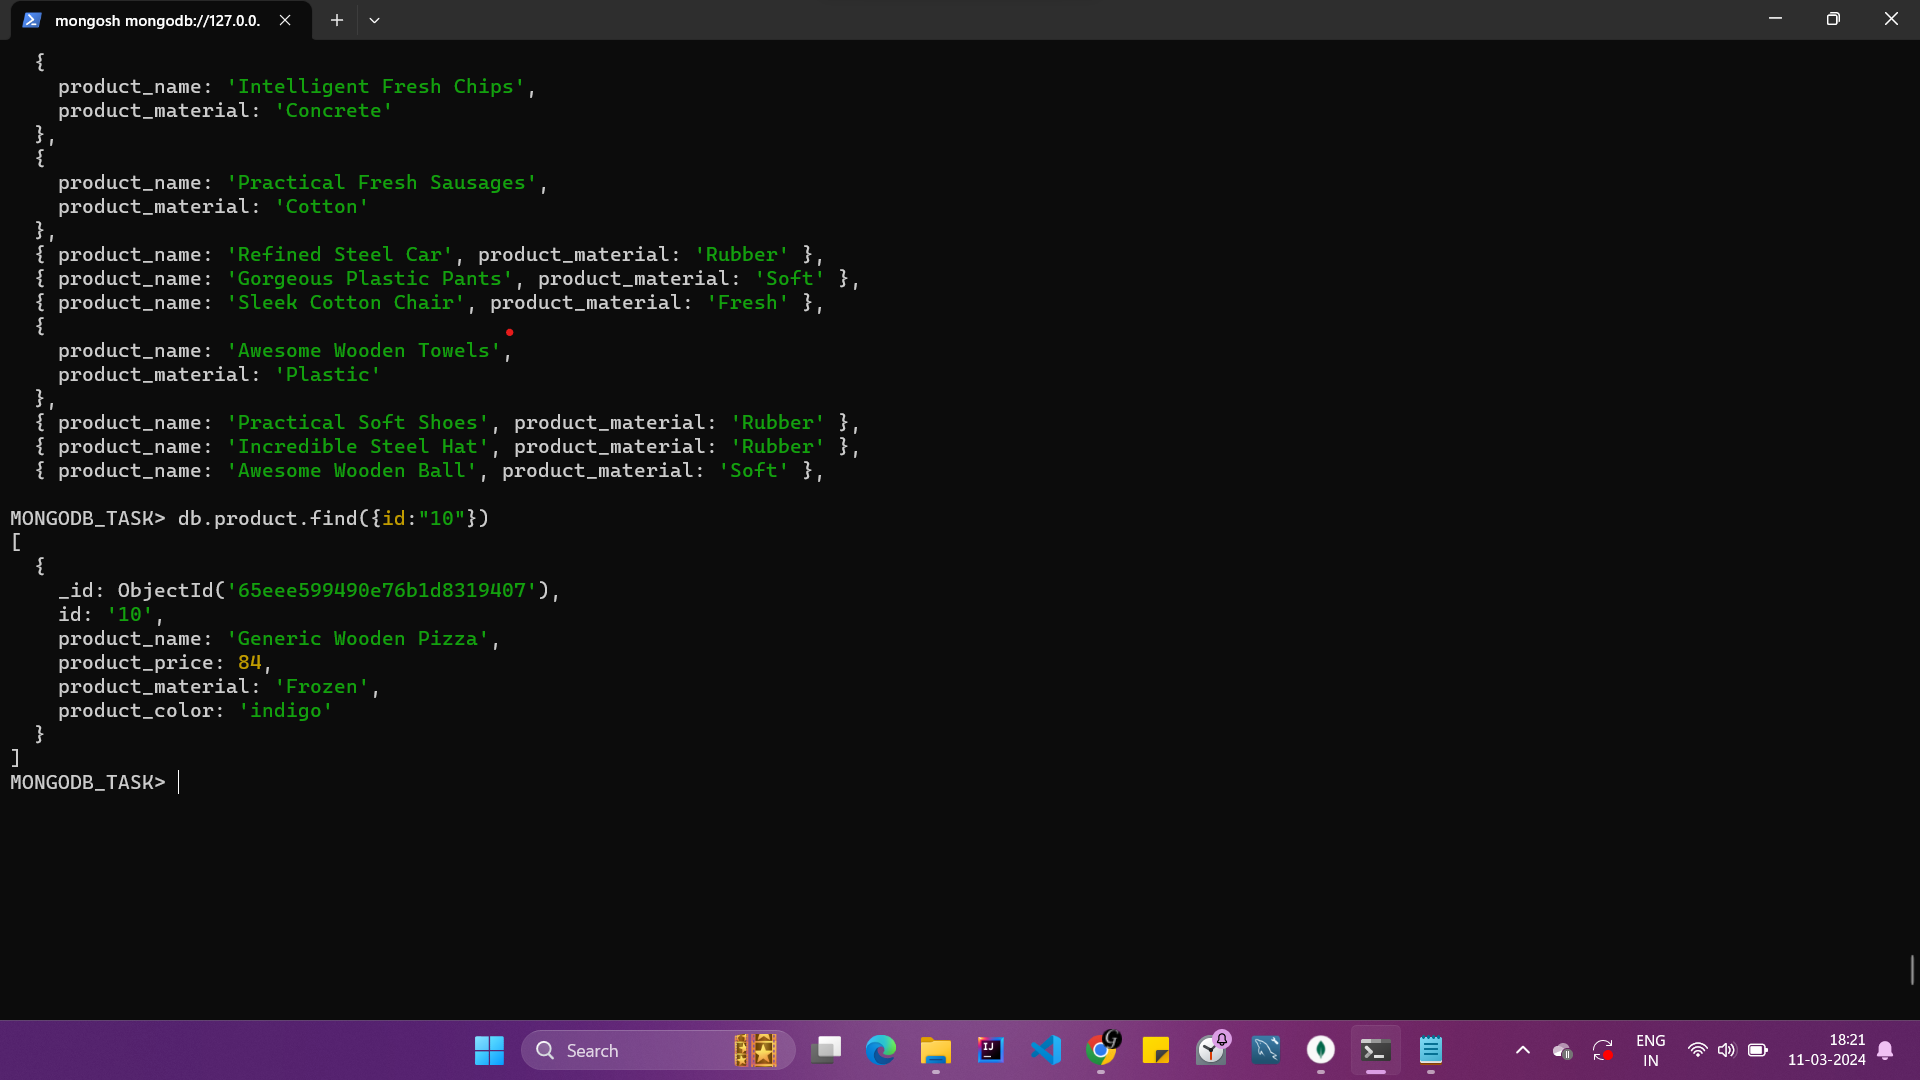 mongosh mongodb://127.0.0.
{
product_name: 'Intelligent Fresh Chips',
product_material: 'Concrete'
},
{
product_name: 'Practical Fresh Sausages',
product_material: 'Cotton'
},
{ product_name: 'Refined Steel Car', product_material: 'Rubber' },
{ product_name: 'Gorgeous Plastic Pants', product_material: 'Soft' },
{ product_name: 'Sleek Cotton Chair', product_material: 'Fresh' },
{
product_name: 'Awesome Wooden Towels',
product_material: 'Plastic'
},
{ product_name: 'Practical Soft Shoes', product_material: 'Rubber' },
{ product_name: 'Incredible Steel Hat', product_material: 'Rubber' },
{ product_name: 'Awesome Wooden Ball', product_material: 'Soft' },
MONGODB_TASK> db.product.find({id:"10"})
[
{
_id: ObjectId('65eee599490e76b1d8319407'),
id: '10',
product_name: 'Generic Wooden Pizza',
product_price: 84,
product_material: 'Frozen',
product_color: 'indigo'
}
]
MONGODB_TASK>
Search
IJ
G
ENG
IN
18:21
11-03-2024